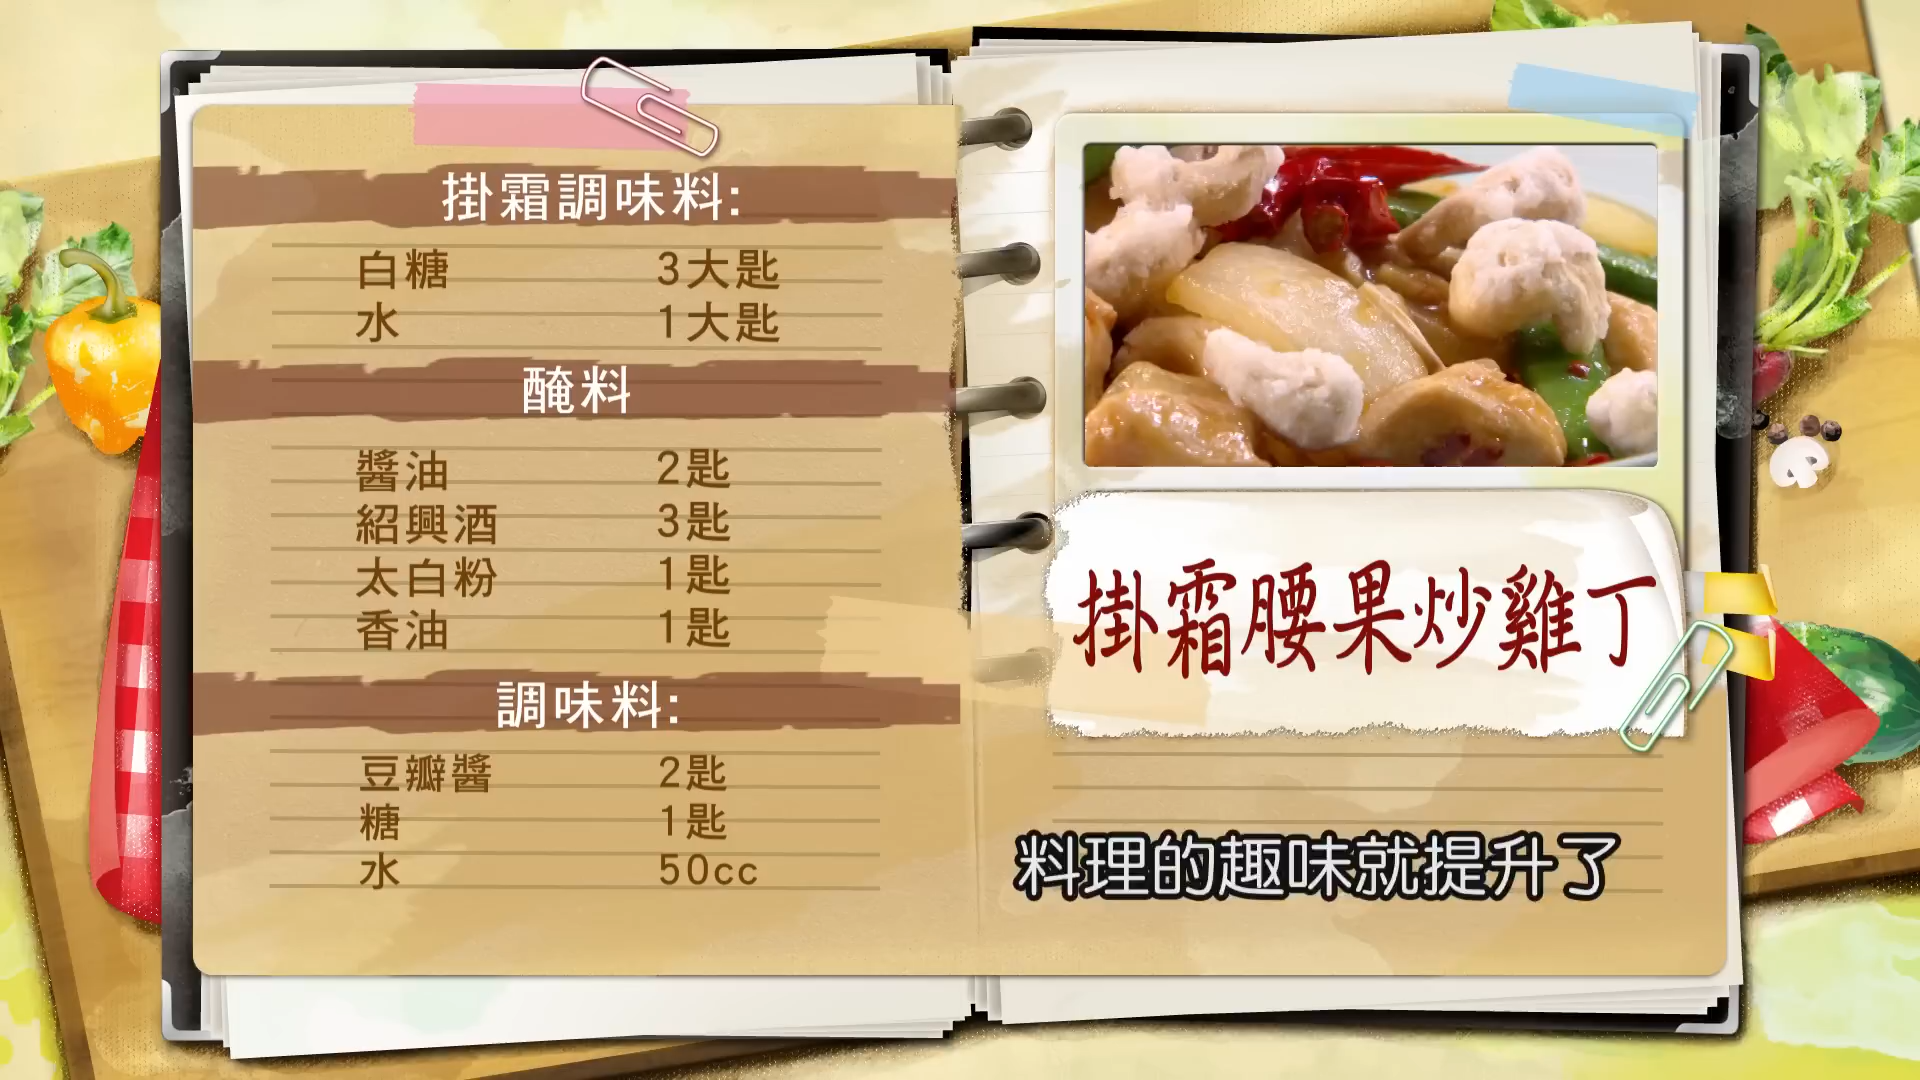 掛霜調味料:
白糖 3大匙
水 1大匙
醃料
醬油 2匙
紹興酒 3匙
太白粉 1匙
香油 1匙
調味料:
豆瓣醬 2匙
糖 1匙
水 50cc
掛霜腰果炒雞丁
料理的趣味就提升了